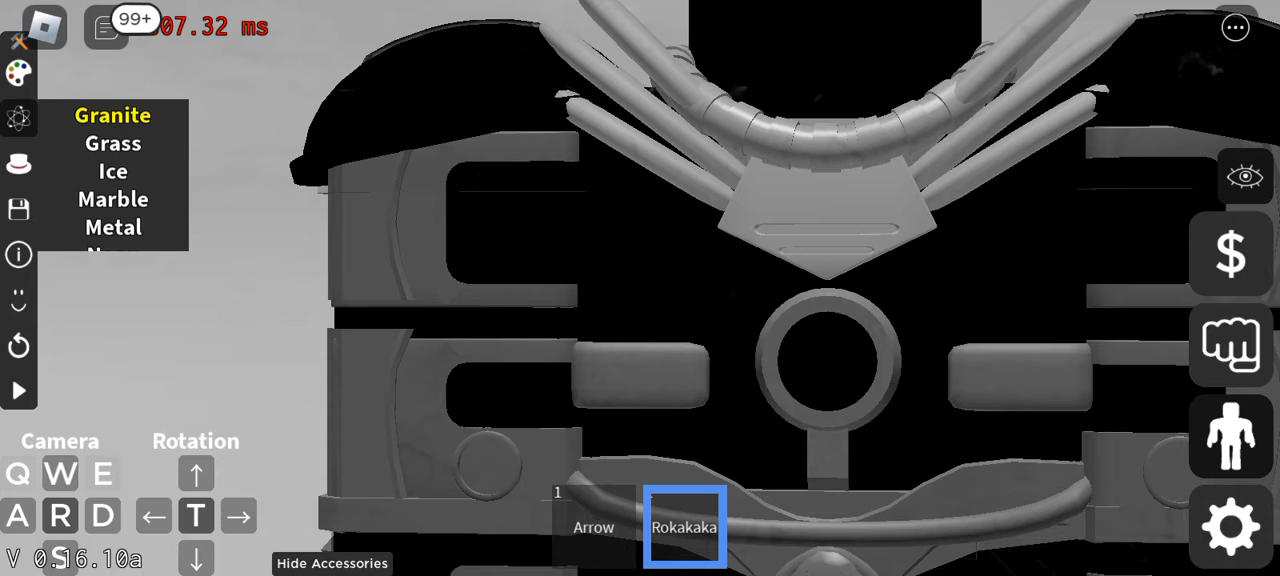 99+
07.32 ms
Granite
Grass
Ice
Marble
Metal
Camera
Rotation
Q W E
↑
A R D
← T →
S
↓
V 0.16.10a
Hide Accessories
1
Arrow
Rokakaka
$